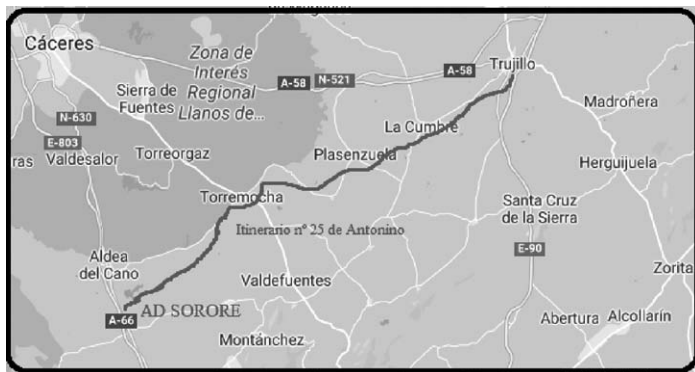 Cáceres
Zona de
Interés
Regional
Llanos de...
Trujillo
A-58
N-521
A-58
Sierra de
Fuentes
Madroñera
N-630
La Cumbre
E-803
ras
Valdesalor
Torreorgaz
Plasenzuela
Herguijuela
Torremocha
Santa Cruz
de la Sierra
Itinerario nº 25 de Antonino
E-90
Aldea
del Cano
Zorita
Valdefuentes
AD SORORE
A-66
Abertura
Alcollarín
Montánchez